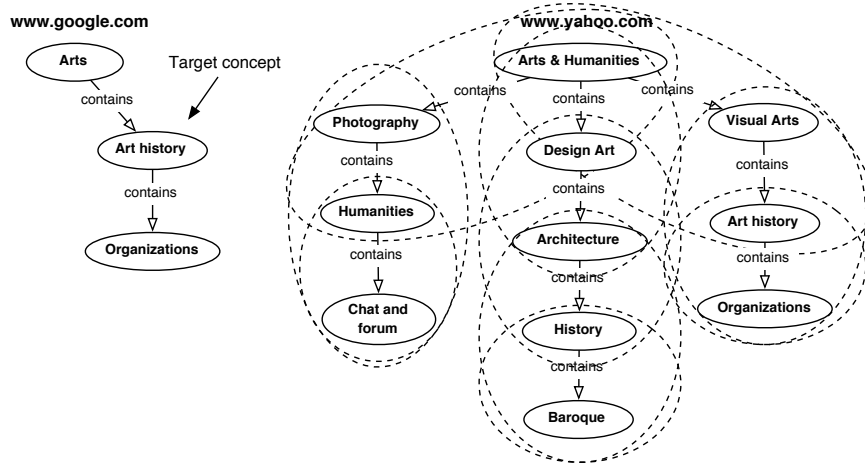 www.google.com
Arts
Target concept
contains
Art history
contains
Organizations
www.yahoo.com
Arts & Humanities
contains
contains
contains
Photography
Design Art
Visual Arts
contains
contains
contains
Humanities
Architecture
Art history
contains
contains
contains
Chat and
forum
History
Organizations
contains
Baroque